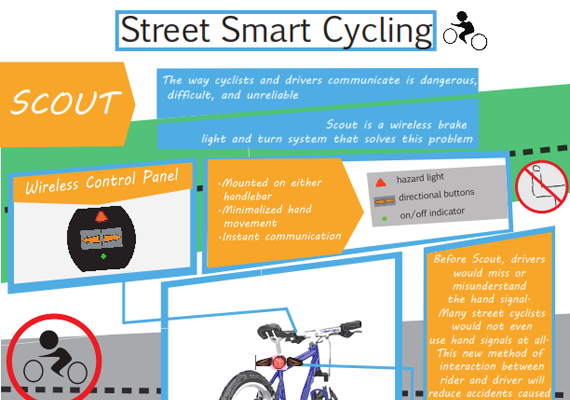 Street Smart Cycling
SCOUT
The way cyclists and drivers communicate is dangerous,
difficult, and unreliable
Scout is a wireless brake
light and turn system that solves this problem
Wireless Control Panel
·Mounted on either
handlebar
·Minimalized hand
movement
·Instant communication
hazard light
directional buttons
on/off indicator
Before Scout, drivers
would miss or
misunderstand
the hand signal.
Many street cyclists
would not even
use hand signals at all.
This new method of
interaction between
rider and driver will
reduce accidents caused